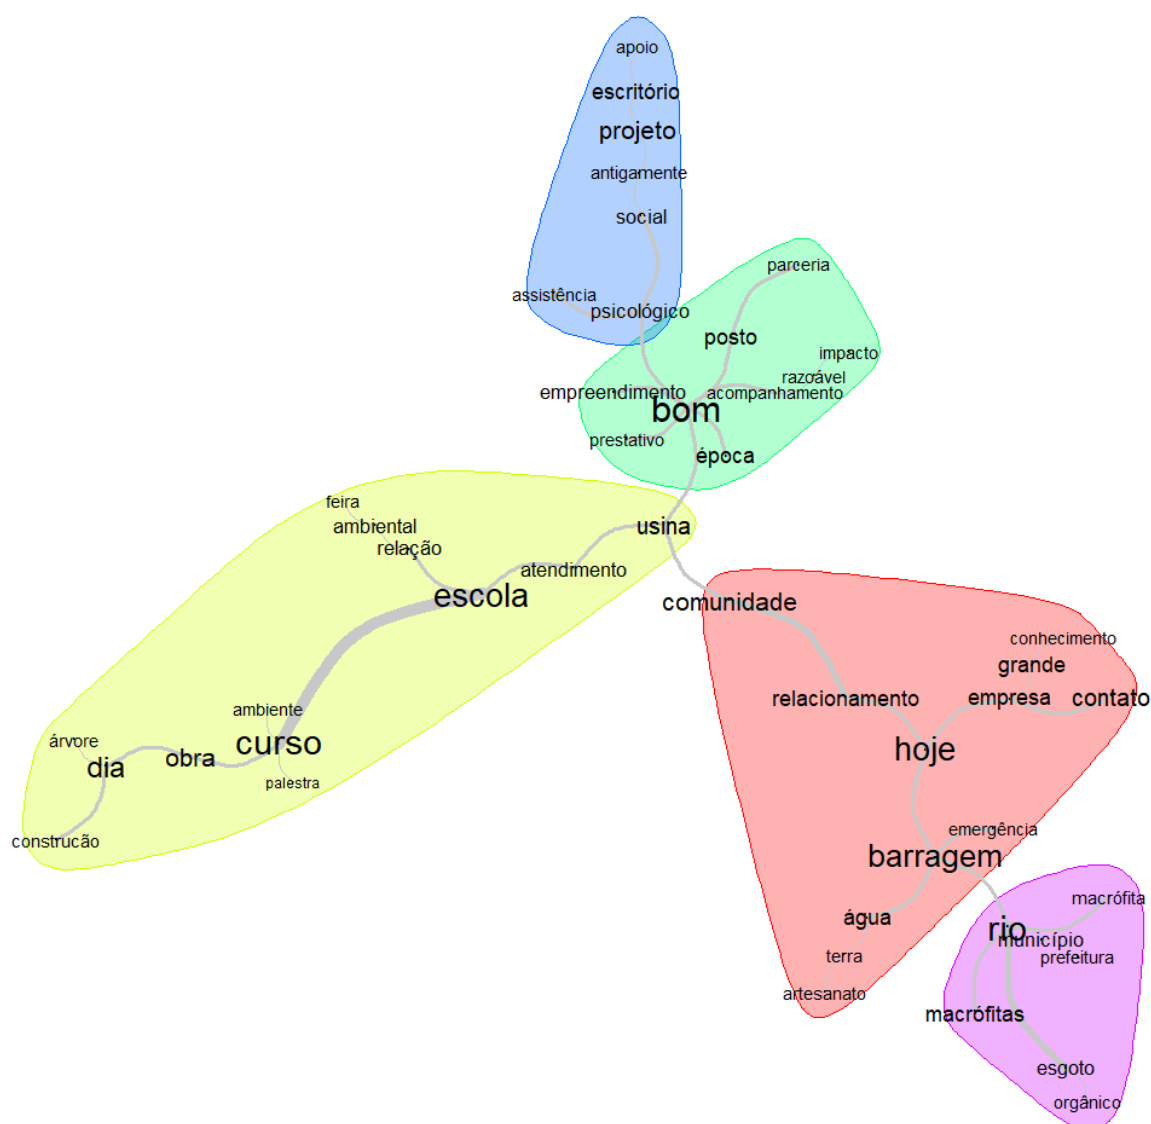 apoio
escritório
projeto
antigamente
social
assistência
psicológico
parceria
posto
impacto
razoável
empreendimento
acompanhamento
bom
prestativo
época
feira
ambiental
relação
usina
atendimento
escola
ambiente
curso
árvore
obra
dia
palestra
construcão
comunidade
conhecimento
grande
relacionamento
empresa
contato
hoje
emergência
barragem
água
terra
artesanato
macrófita
rio
município
prefeitura
macrófitas
esgoto
orgânico